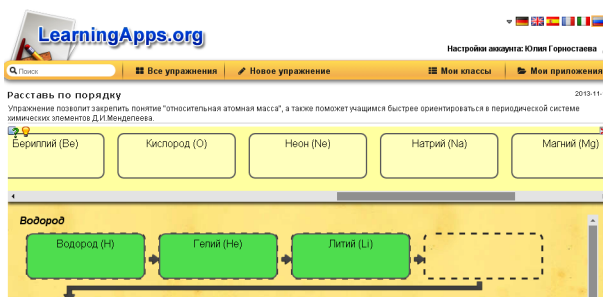 LearningApps.org
Настройки аккаунта: Юлия Горностаева
Поиск
Все упражнения
Новое упражнение
Мои классы
Мои приложения
Расставь по порядку
2013-11-
Упражнение позволит закрепить понятие "относительная атомная масса", а также поможет учащимся быстрее ориентироваться в периодической системе
химических элементов Д.И.Менделеева.
Бериллий (Be)
Кислород (O)
Неон (Ne)
Натрий (Na)
Магний (Mg)
Водород
Водород (H)
Гелий (He)
Литий (Li)